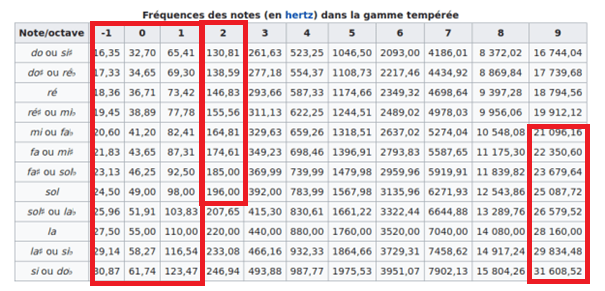 Fréquences des notes (en hertz) dans la gamme tempérée
Note/octave -1 0 1 2 3 4 5 6 7 8 9
do ou si♯ 16,35 32,70 65,41 130,81 261,63 523,25 1046,50 2093,00 4186,01 8 372,02 16 744,04
do♯ ou ré♭ 17,33 34,65 69,30 138,59 277,18 554,37 1108,73 2217,46 4434,92 8 869,84 17 739,68
ré 18,36 36,71 73,42 146,83 293,66 587,33 1174,66 2349,32 4698,64 9 397,28 18 794,56
ré♯ ou mi♭ 19,45 38,89 77,78 155,56 311,13 622,25 1244,51 2489,02 4978,03 9 956,06 19 912,12
mi ou fa♭ 20,60 41,20 82,41 164,81 329,63 659,26 1318,51 2637,02 5274,04 10 548,08 21 096,16
fa ou mi♯ 21,83 43,65 87,31 174,61 349,23 698,46 1396,91 2793,83 5587,65 11 175,30 22 350,60
fa♯ ou sol♭ 23,13 46,25 92,50 185,00 369,99 739,99 1479,98 2959,96 5919,91 11 839,82 23 679,64
sol 24,50 49,00 98,00 196,00 392,00 783,99 1567,98 3135,96 6271,93 12 543,86 25 087,72
sol♯ ou la♭ 25,96 51,91 103,83 207,65 415,30 830,61 1661,22 3322,44 6644,88 13 289,76 26 579,52
la 27,50 55,00 110,00 220,00 440,00 880,00 1760,00 3520,00 7040,00 14 080,00 28 160,00
la♯ ou si♭ 29,14 58,27 116,54 233,08 466,16 932,33 1864,66 3729,31 7458,62 14 917,24 29 834,48
si ou do♭ 30,87 61,74 123,47 246,94 493,88 987,77 1975,53 3951,07 7902,13 15 804,26 31 608,52